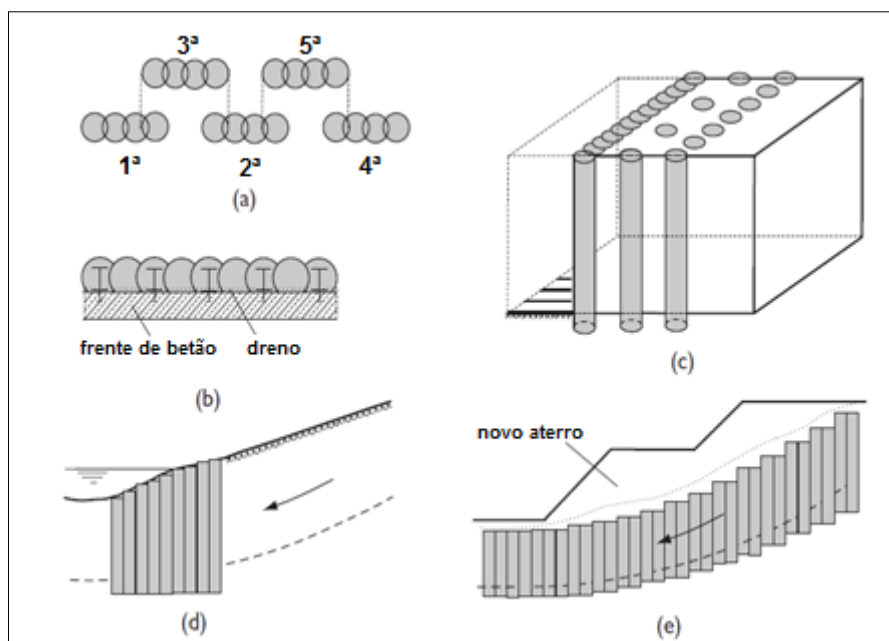 3ª 5ª
1ª 2ª 4ª
(a)
frente de betão dreno
(b)
(c)
(d)
novo aterro
(e)